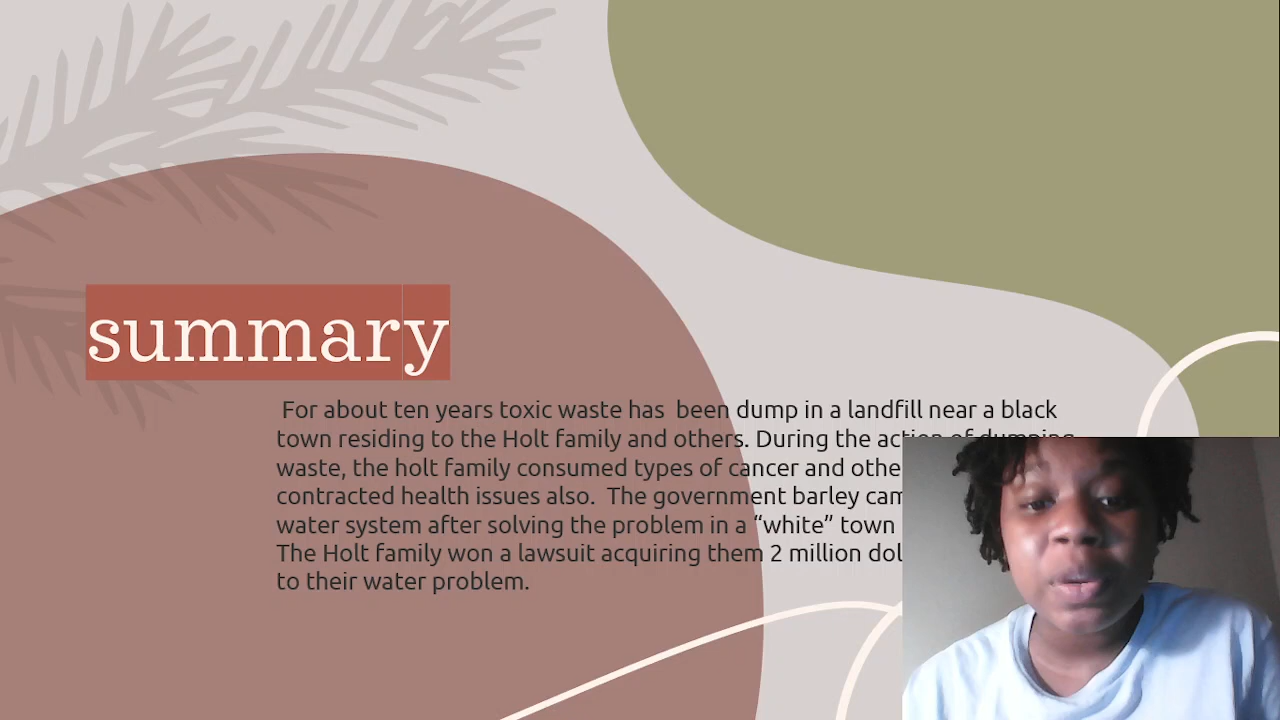 summary
For about ten years toxic waste has been dump in a landfill near a black
town residing to the Holt family and others. During the action of dumping
waste, the holt family consumed types of cancer and
contracted health issues also. The government barley
water system after solving the problem in a “white” town
The Holt family won a lawsuit acquiring them 2 million
to their water problem.